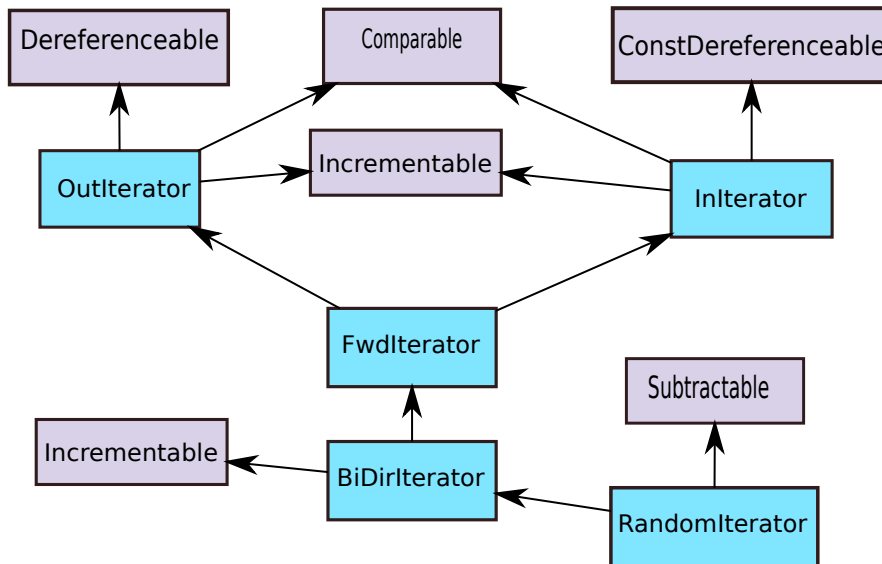 Dereferenceable
Comparable
ConstDereferenceable
Incrementable
OutIterator
InIterator
FwdIterator
Subtractable
Incrementable
BiDirIterator
RandomIterator